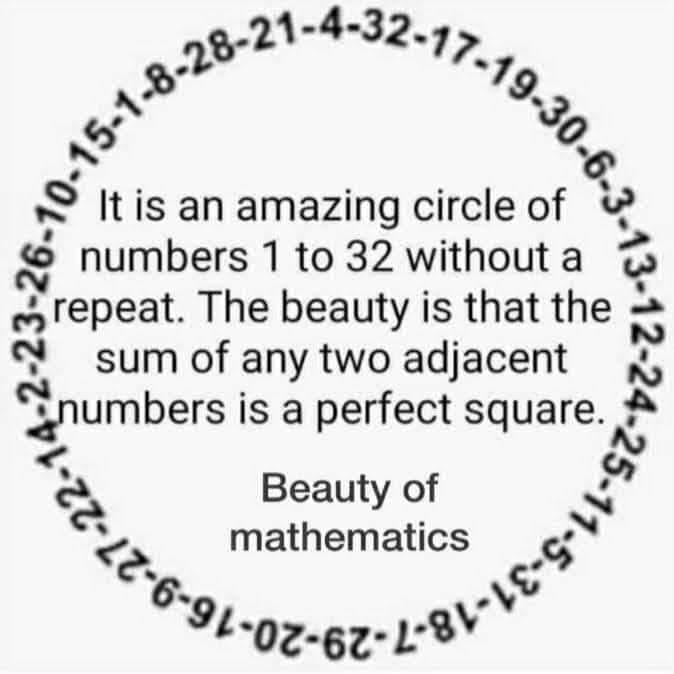 1-8-28-21-4-32-17-19-30-6-3-13-12-24-25-11-5-31-18-7-29-20-16-9-27-22-14-2-23-26-10-15-
It is an amazing circle of
numbers 1 to 32 without a
repeat. The beauty is that the
sum of any two adjacent
numbers is a perfect square.
Beauty of
mathematics